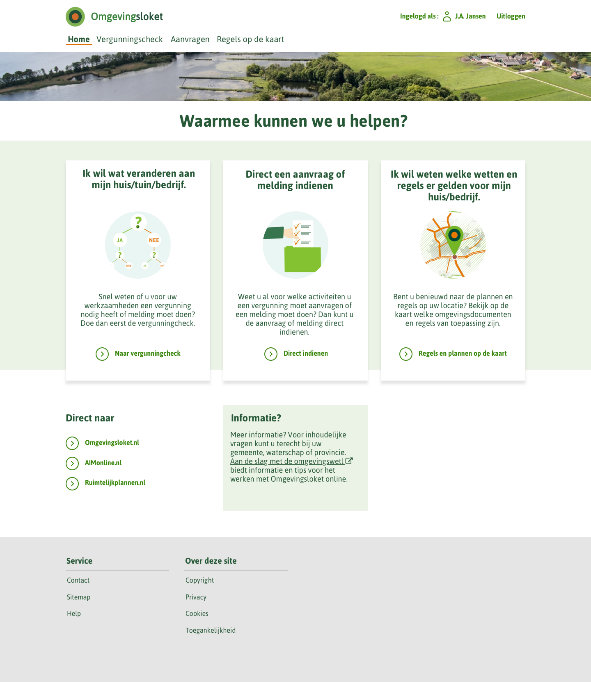 Omgevingsloket
Ingelogd als : J.A. Jansen Uitloggen
Home Vergunningscheck Aanvragen Regels op de kaart
Waarmee kunnen we u helpen?
Ik wil wat veranderen aan
mijn huis/tuin/bedrijf.
?
JA NEE
? ?
Snel weten of u voor uw
werkzaamheden een vergunning
nodig heeft of melding moet doen?
Doe dan eerst de vergunningcheck.
Naar vergunningcheck
Direct een aanvraag of
melding indienen
Weet u al voor welke activiteiten u
een vergunning moet aanvragen of
een melding moet doen? Dan kunt u
de aanvraag of melding direct
indienen.
Direct indienen
Ik wil weten welke wetten en
regels er gelden voor mijn
huis/bedrijf.
Bent u benieuwd naar de plannen en
regels op uw locatie? Bekijk op de
kaart welke omgevingsdocumenten
en regels van toepassing zijn.
Regels en plannen op de kaart
Direct naar
Omgevingsloket.nl
AIMonline.nl
Ruimtelijkplannen.nl
Informatie?
Meer informatie? Voor inhoudelijke
vragen kunt u terecht bij uw
gemeente, waterschap of provincie.
Aan de slag met de omgevingswetl
biedt informatie en tips voor het
werken met Omgevingsloket online.
Service
Contact
Sitemap
Help
Over deze site
Copyright
Privacy
Cookies
Toegankelijkheid